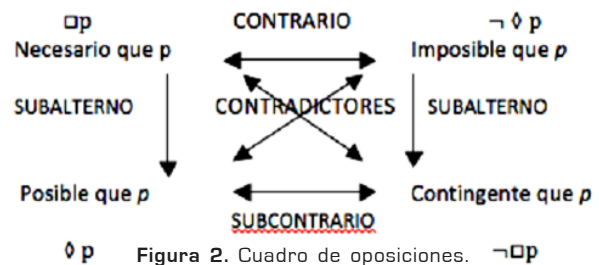 □p CONTRARIO ¬ ◊ p
Necesario que p Imposible que p
SUBALTERNO CONTRADICTORES SUBALTERNO
Posible que p Contingente que p
SUBCONTRARIO
◊ p Figura 2. Cuadro de oposiciones. ¬□p